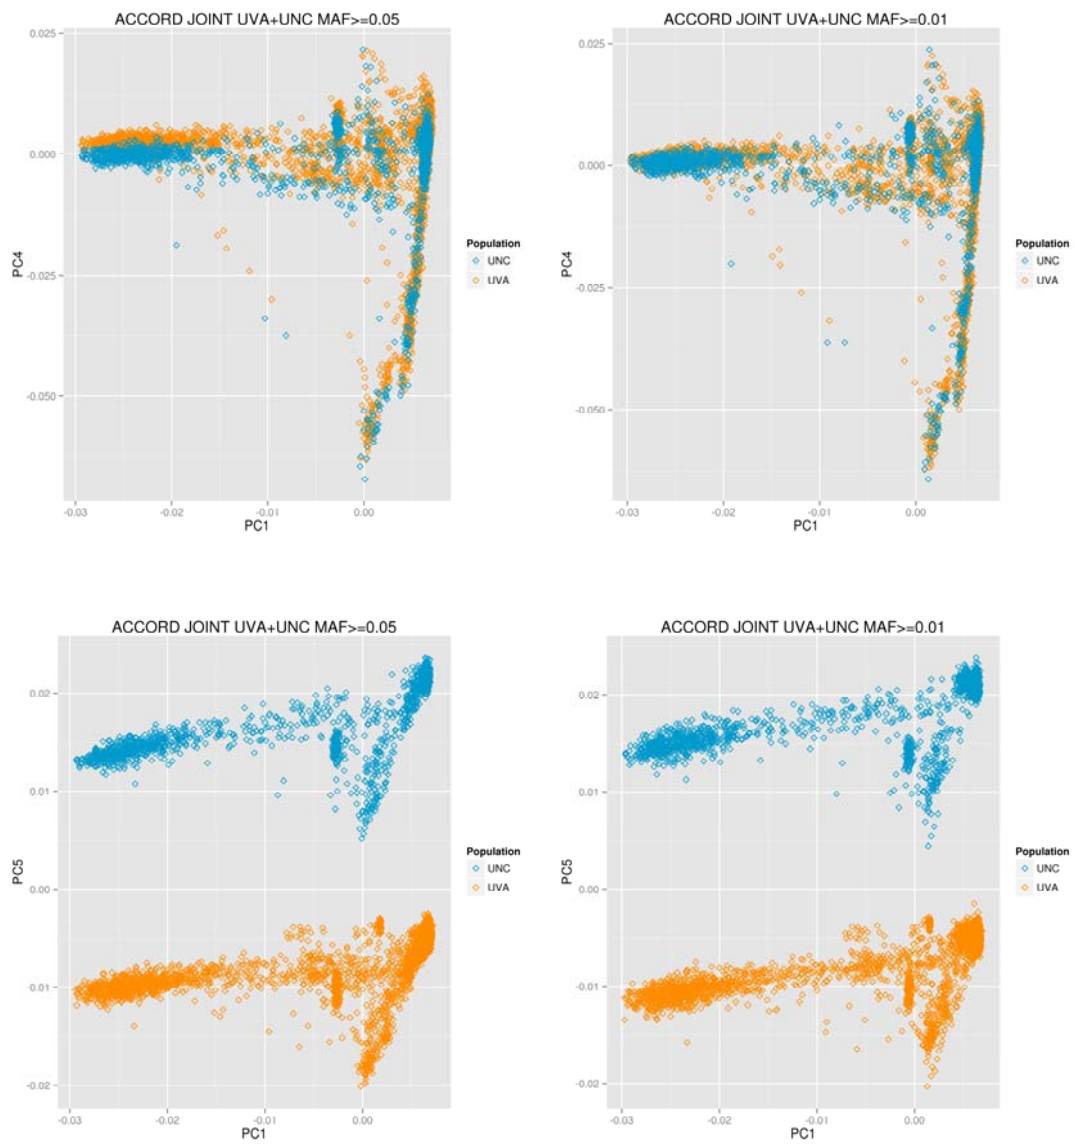 ACCORD JOINT UVA+UNC MAF>=0.05
0.025
0.000
-0.025
-0.050
PC4
-0.03
-0.02
-0.01
0.00
PC1
Population
UNC
UVA
ACCORD JOINT UVA+UNC MAF>=0.01
0.025
0.000
-0.025
-0.050
PC4
-0.03
-0.02
-0.01
0.00
PC1
Population
UNC
UVA
ACCORD JOINT UVA+UNC MAF>=0.05
0.02
0.01
0.00
-0.01
-0.02
PC5
-0.03
-0.02
-0.01
0.00
PC1
Population
UNC
UVA
ACCORD JOINT UVA+UNC MAF>=0.01
0.02
0.01
0.00
-0.01
-0.02
PC5
-0.03
-0.02
-0.01
0.00
PC1
Population
UNC
UVA